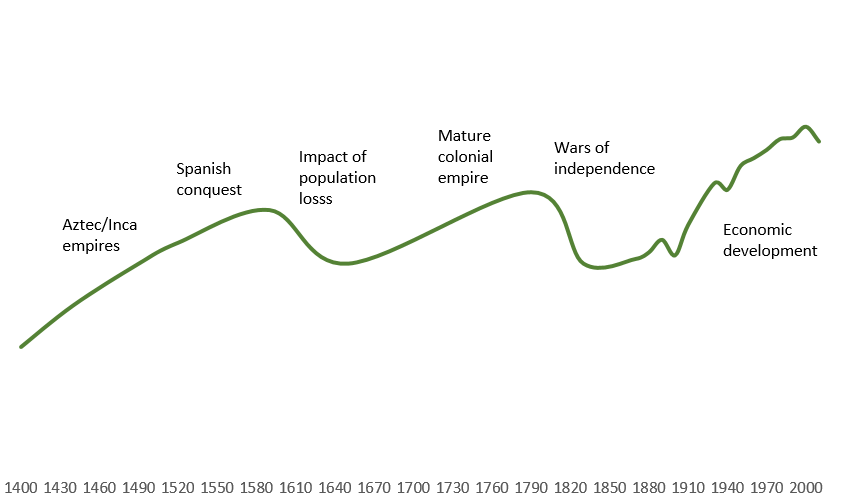 Aztec/Inca
empires
Spanish
conquest
Impact of
population
losss
Mature
colonial
empire
Wars of
independence
Economic
development
1400 1430 1460 1490 1520 1550 1580 1610 1640 1670 1700 1730 1760 1790 1820 1850 1880 1910 1940 1970 2000